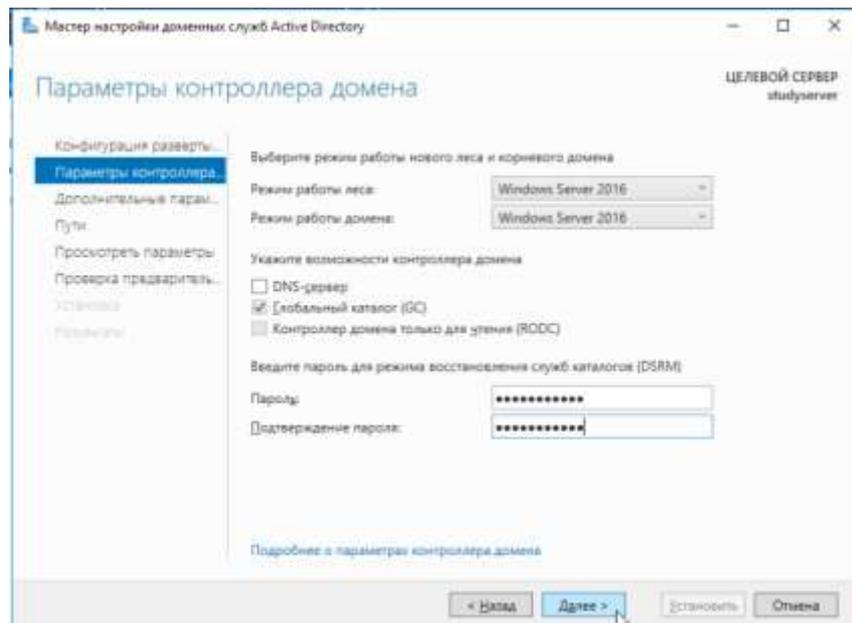 Мастер настройки доменных служб Active Directory
Параметры контроллера домена
ЦЕЛЕВОЙ СЕРВЕР
studyserver
Конфигурация разверты...
Параметры контроллера...
Дополнительные парам...
Пути
Просмотреть параметры
Проверка предваритель...
Установка
Результаты
Выберите режим работы нового леса и корневого домена
Режим работы леса: Windows Server 2016
Режим работы домена: Windows Server 2016
Укажите возможности контроллера домена
DNS-сервер
Глобальный каталог (GC)
Контроллер домена только для чтения (RODC)
Введите пароль для режима восстановления служб каталогов (DSRM)
Пароль: •••••••••••
Подтверждение пароля: •••••••••••
Подробнее о параметрах контроллера домена
< Назад Далее > Установить Отмена